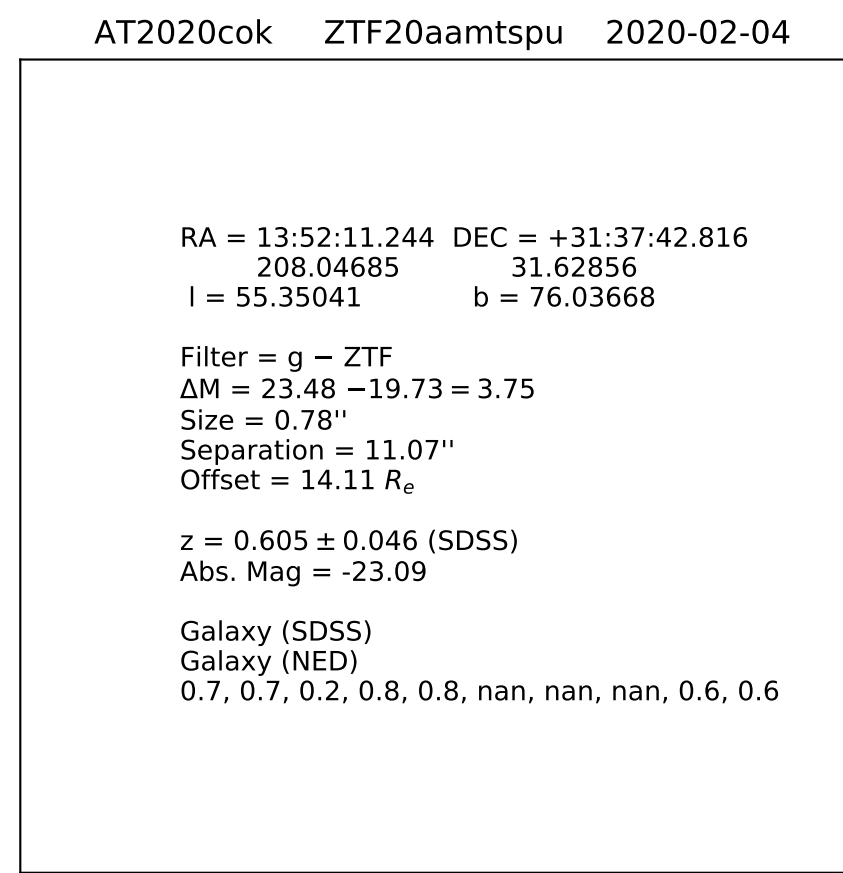 AT2020cok ZTF20aamtspu 2020-02-04
RA = 13:52:11.244 DEC = +31:37:42.816
208.04685 31.62856
l = 55.35041 b = 76.03668
Filter = g − ZTF
ΔM = 23.48 −19.73 = 3.75
Size = 0.78''
Separation = 11.07''
Offset = 14.11 Re
z = 0.605 ± 0.046 (SDSS)
Abs. Mag = -23.09
Galaxy (SDSS)
Galaxy (NED)
0.7, 0.7, 0.2, 0.8, 0.8, nan, nan, nan, 0.6, 0.6